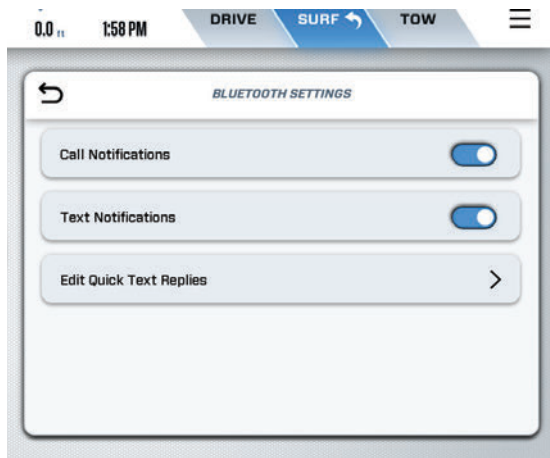 0.0 ft 1:58 PM DRIVE SURF TOW
BLUETOOTH SETTINGS
Call Notifications
Text Notifications
Edit Quick Text Replies